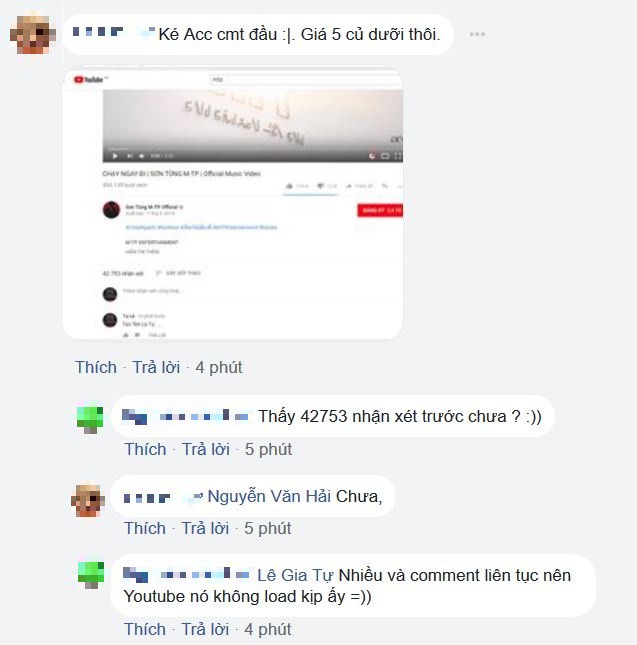 Ké Acc cmt đầu :|. Giá 5 củ dưới thôi.
YouTube
CHẠY NGAY ĐI | SƠN TÙNG M-TP | Official Music Video
Sơn Tùng M-TP Official
ĐĂNG KÝ
M-TP ENTERTAINMENT
HIỂN THỊ THÊM
42.753 nhận xét
SẮP XẾP THEO
Thích · Trả lời · 4 phút
Thấy 42753 nhận xét trước chưa ? :))
Thích · Trả lời · 5 phút
Nguyễn Văn Hải Chưa,
Thích · Trả lời · 5 phút
Lê Gia Tự Nhiều và comment liên tục nên
Youtube nó không load kịp ấy =))
Thích · Trả lời · 4 phút